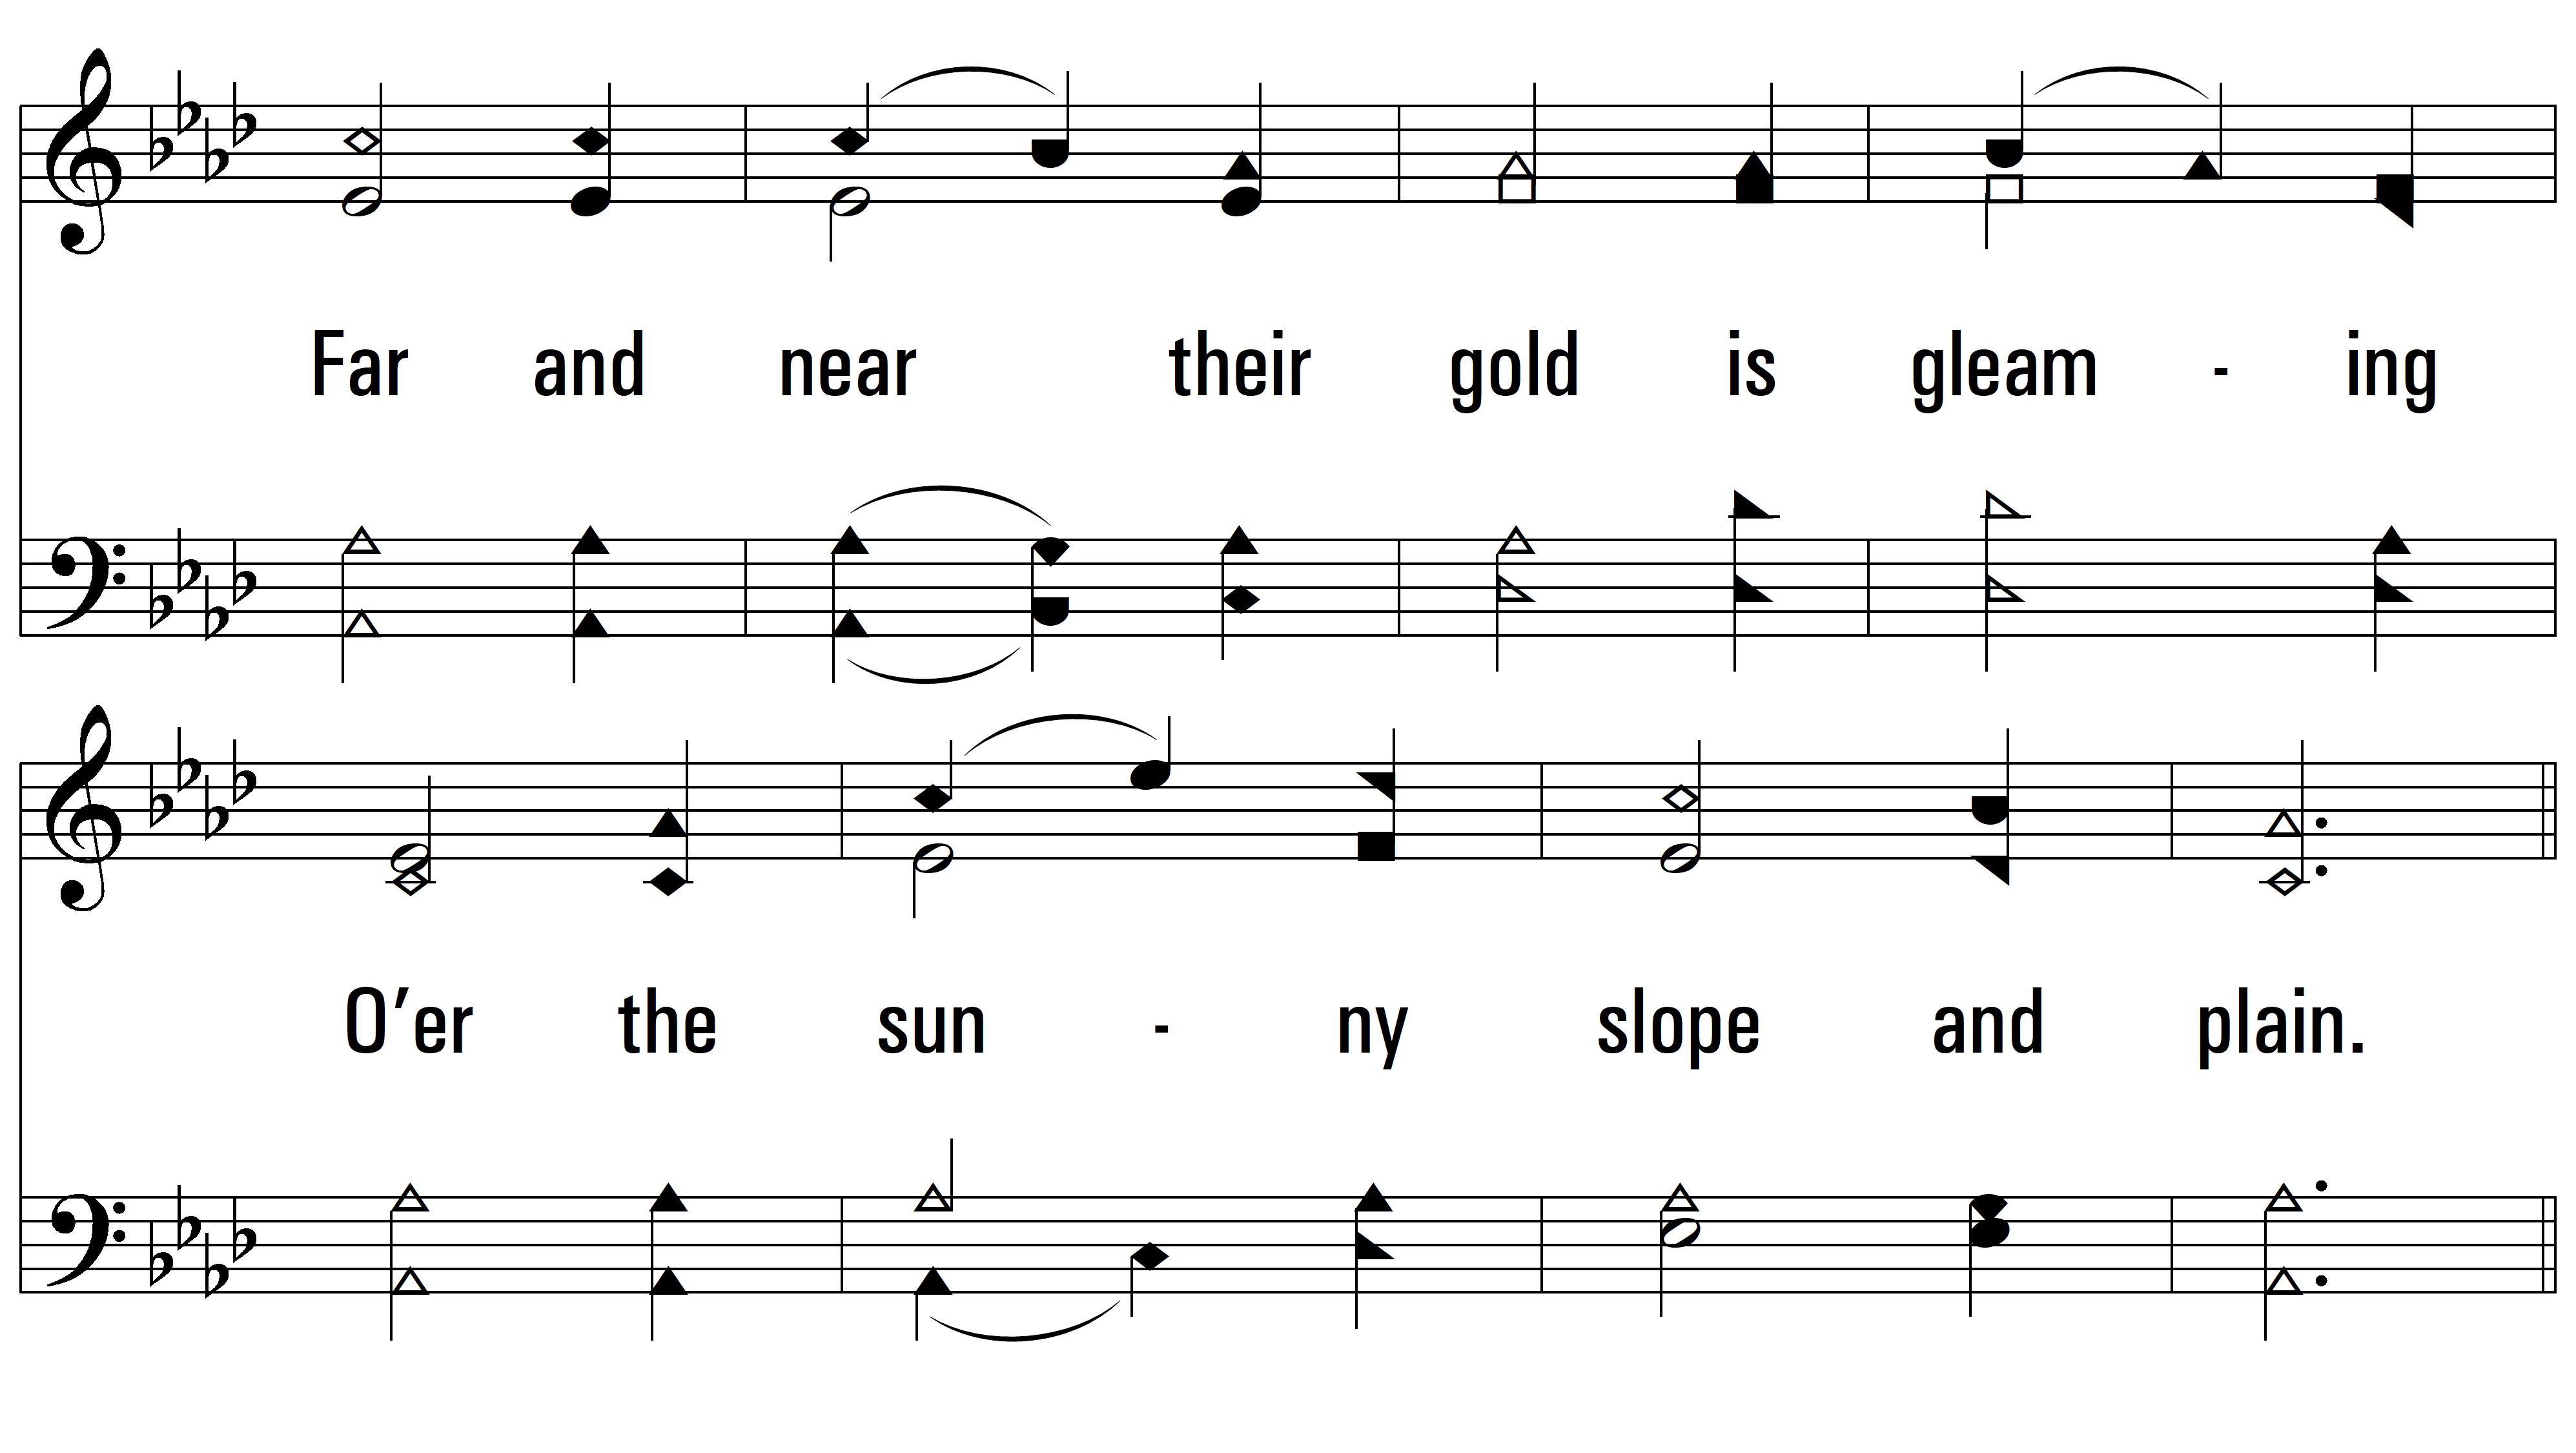 Far and near their gold is gleam - ing
O’er the sun - ny slope and plain.